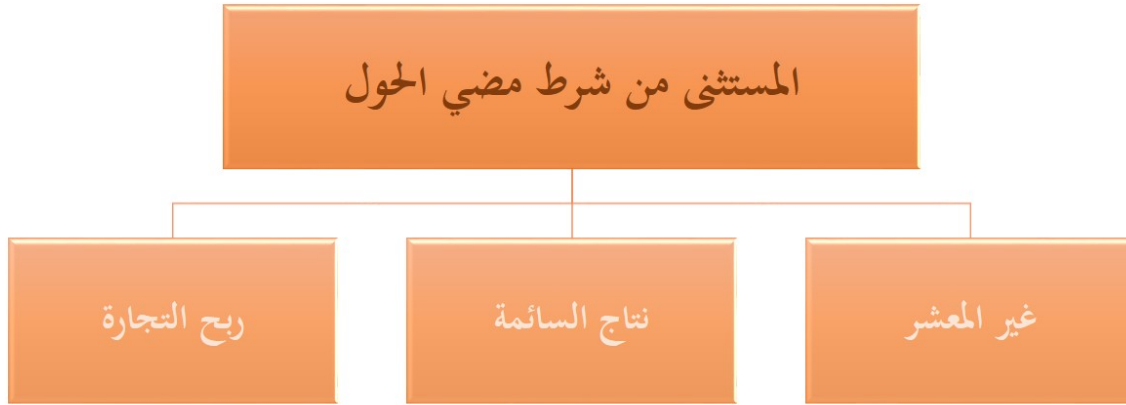 المستثنى من شرط مضي الحول
غير المعشر
نتاج السائمة
ربح التجارة